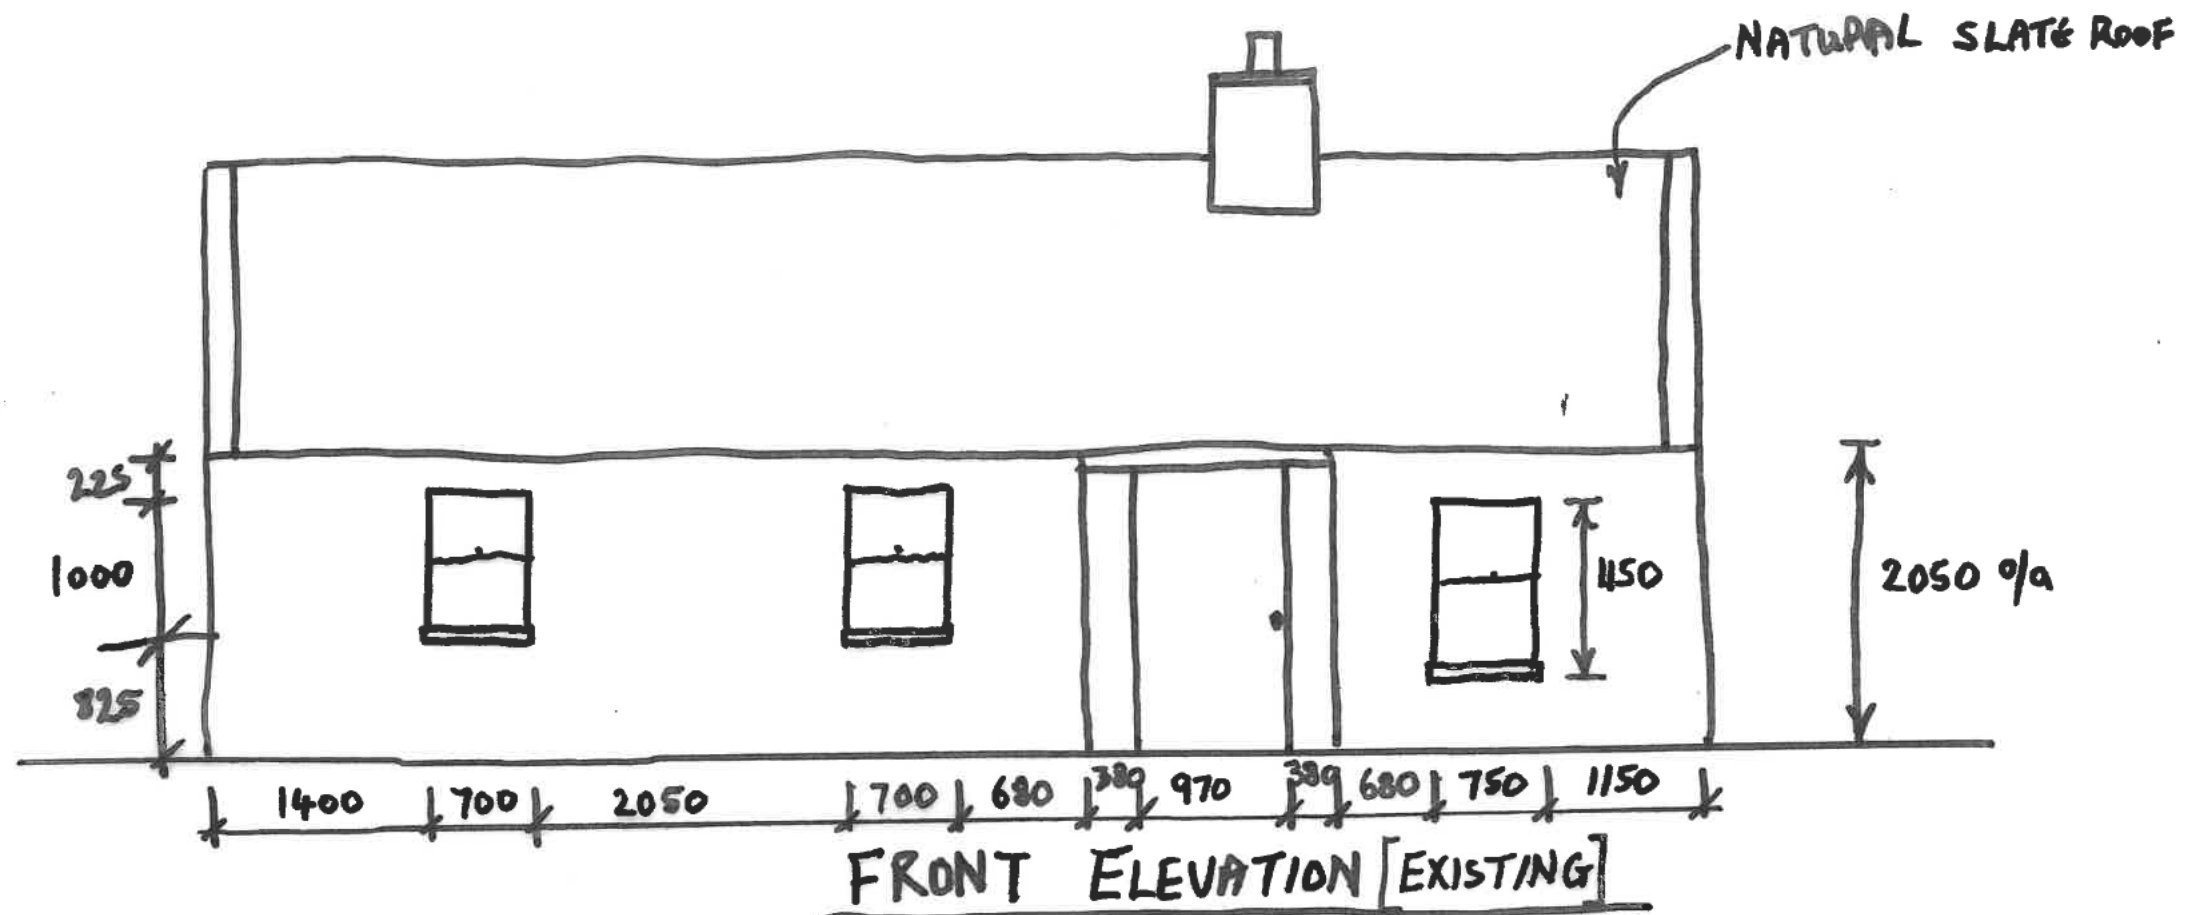 NATURAL SLATE ROOF
225
1000
1150
2050 o/a
825
1400 700 2050 700 680 380 970 380 680 750 1150
FRONT ELEVATION [EXISTING]